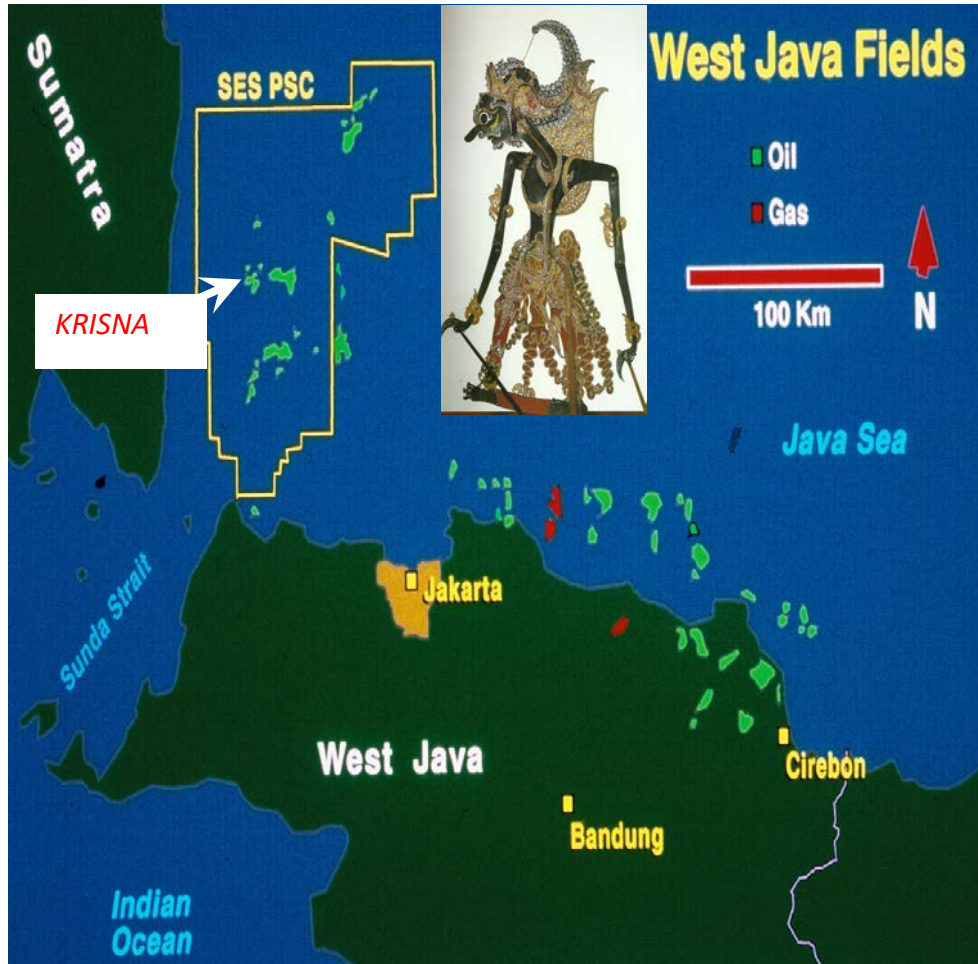 West Java Fields
SES PSC
Sumatra
Oil
Gas
100 Km
N
KRISNA
Java Sea
Jakarta
Sunda Strait
West Java
Cirebon
Bandung
Indian
Ocean